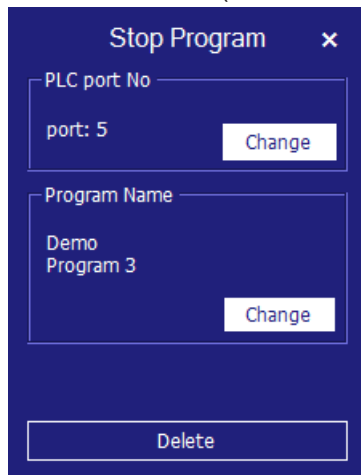 Stop Program ×
PLC port No
port: 5
Change
Program Name
Demo
Program 3
Change
Delete